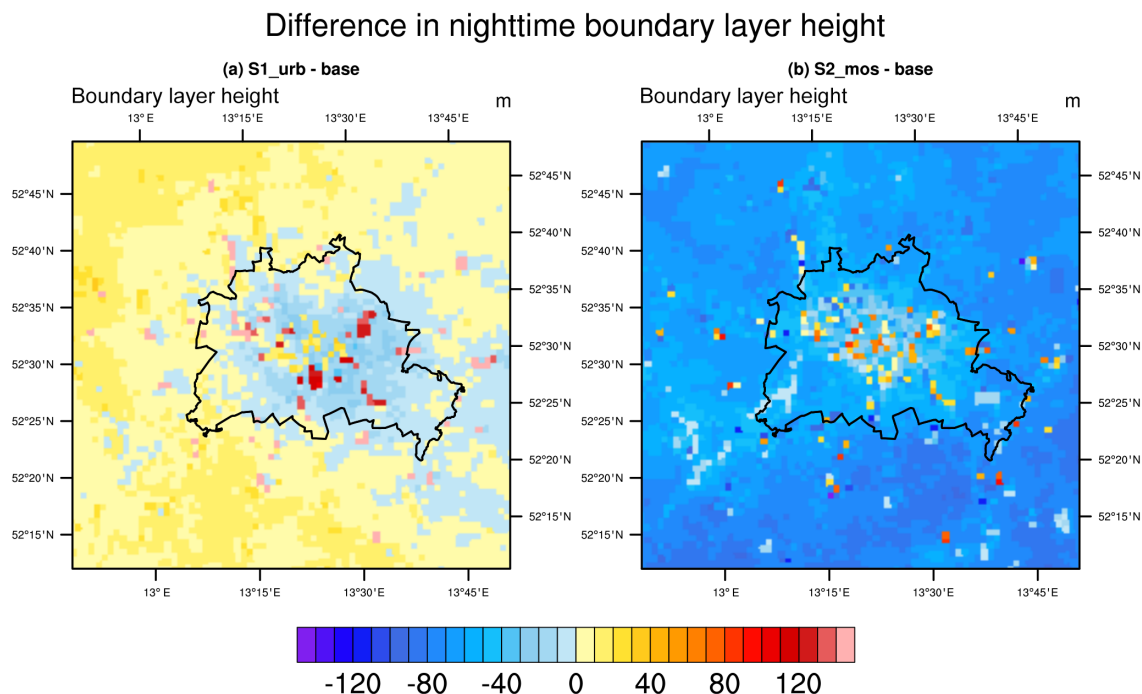 Difference in nighttime boundary layer height
(a) S1_urb - base
(b) S2_mos - base
Boundary layer height m
Boundary layer height m
13° E 13°15'E 13°30'E 13°45'E
13° E 13°15'E 13°30'E 13°45'E
52°45'N 52°45'N 52°45'N 52°45'N
52°40'N 52°40'N 52°40'N 52°40'N
52°35'N 52°35'N 52°35'N 52°35'N
52°30'N 52°30'N 52°30'N 52°30'N
52°25'N 52°25'N 52°25'N 52°25'N
52°20'N 52°20'N 52°20'N 52°20'N
52°15'N 52°15'N 52°15'N 52°15'N
13° E 13°15'E 13°30'E 13°45'E
13° E 13°15'E 13°30'E 13°45'E
-120 -80 -40 0 40 80 120